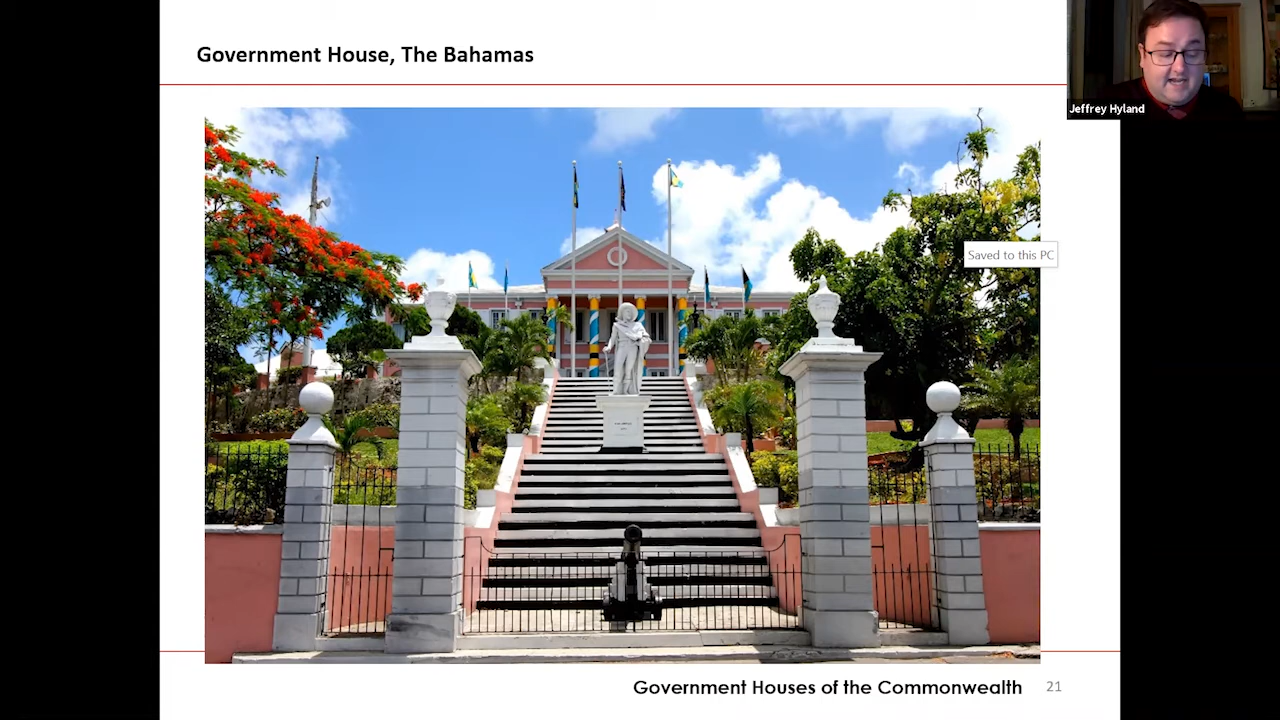 Government House, The Bahamas
Jeffrey Hyland
Saved to this PC
Government Houses of the Commonwealth
21